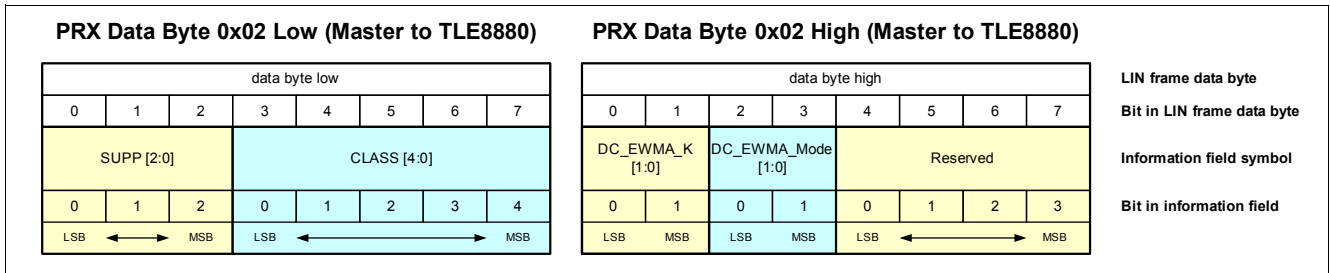 PRX Data Byte 0x02 Low (Master to TLE8880) PRX Data Byte 0x02 High (Master to TLE8880)
data byte low data byte high LIN frame data byte
0 1 2 3 4 5 6 7 0 1 2 3 4 5 6 7 Bit in LIN frame data byte
SUPP [2:0] CLASS [4:0] DC_EWMA_K [1:0] DC_EWMA_Mode [1:0] Reserved Information field symbol
0 1 2 0 1 2 3 4 0 1 0 1 0 1 2 3 Bit in information field
LSB MSB LSB MSB LSB MSB LSB MSB LSB MSB